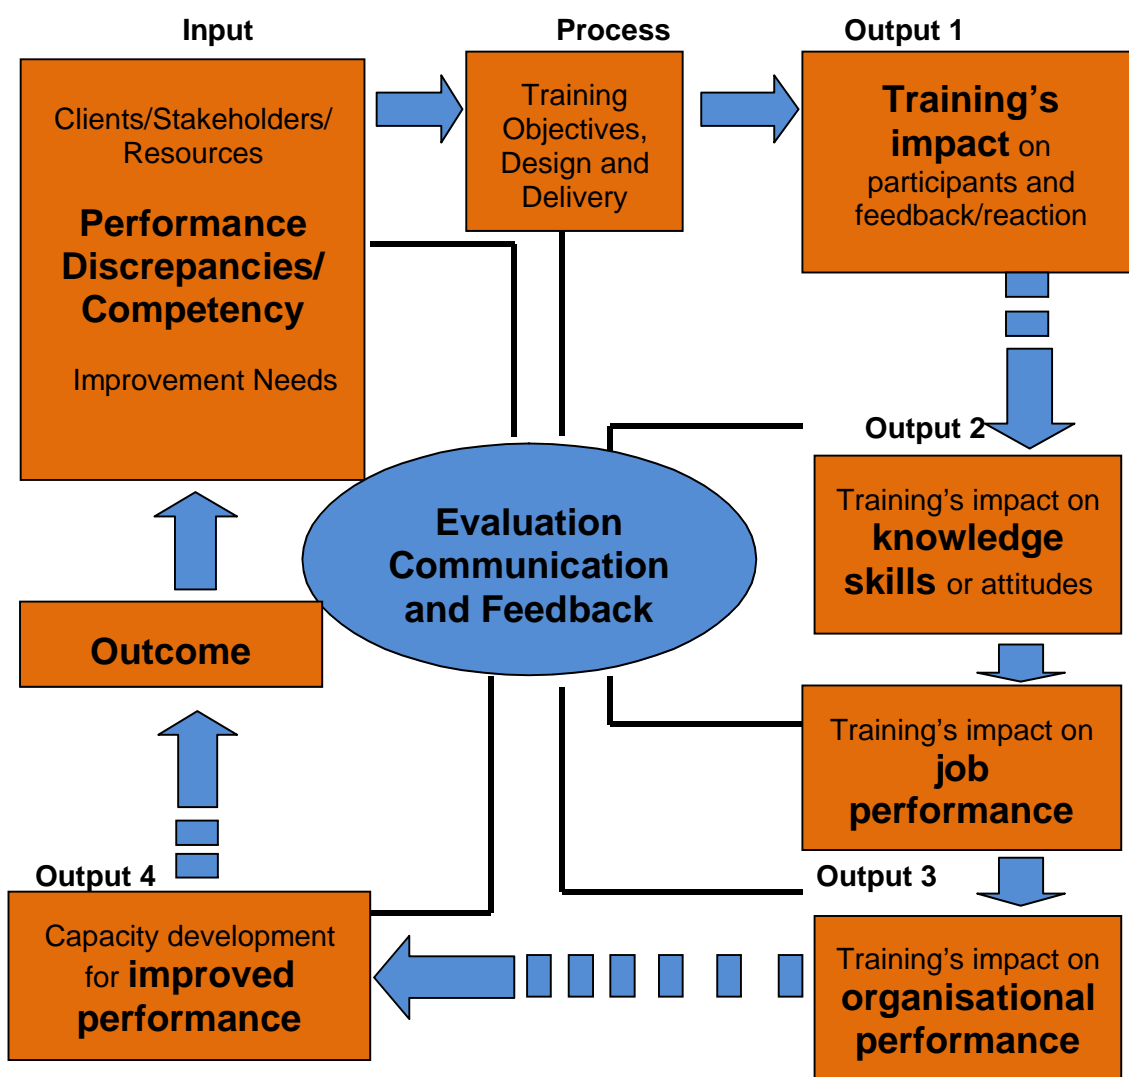 Input
Process
Output 1
Clients/Stakeholders/
Resources
Performance
Discrepancies/
Competency
Improvement Needs
Training
Objectives,
Design and
Delivery
Training’s
impact on
participants and
feedback/reaction
Output 2
Training’s impact on
knowledge
skills or attitudes
Evaluation
Communication
and Feedback
Outcome
Training’s impact on
job
performance
Output 4
Output 3
Capacity development
for improved
performance
Training’s impact on
organisational
performance